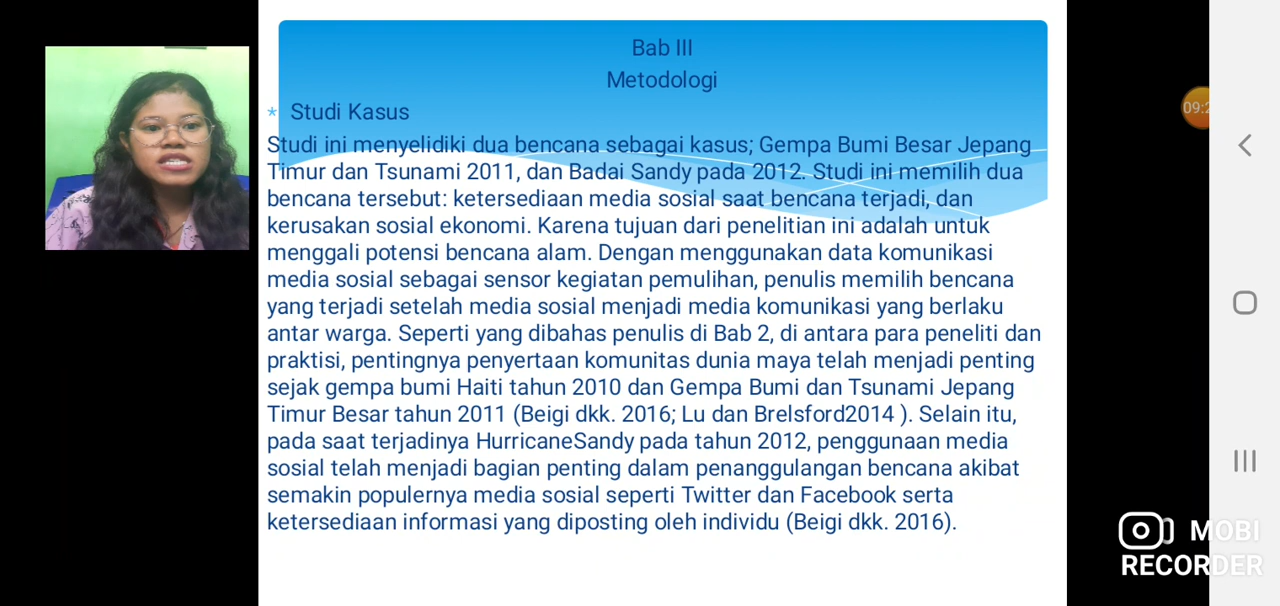 Bab III
Metodologi
* Studi Kasus
Studi ini menyelidiki dua bencana sebagai kasus; Gempa Bumi Besar Jepang
Timur dan Tsunami 2011, dan Badai Sandy pada 2012. Studi ini memilih dua
bencana tersebut: ketersediaan media sosial saat bencana terjadi, dan
kerusakan sosial ekonomi. Karena tujuan dari penelitian ini adalah untuk
menggali potensi bencana alam. Dengan menggunakan data komunikasi
media sosial sebagai sensor kegiatan pemulihan, penulis memilih bencana
yang terjadi setelah media sosial menjadi media komunikasi yang berlaku
antar warga. Seperti yang dibahas penulis di Bab 2, di antara para peneliti dan
praktisi, pentingnya penyertaan komunitas dunia maya telah menjadi penting
sejak gempa bumi Haiti tahun 2010 dan Gempa Bumi dan Tsunami Jepang
Timur Besar tahun 2011 (Beigi dkk. 2016; Lu dan Brelsford2014 ). Selain itu,
pada saat terjadinya HurricaneSandy pada tahun 2012, penggunaan media
sosial telah menjadi bagian penting dalam penanggulangan bencana akibat
semakin populernya media sosial seperti Twitter dan Facebook serta
ketersediaan informasi yang diposting oleh individu (Beigi dkk. 2016).
MOBI
RECORDER